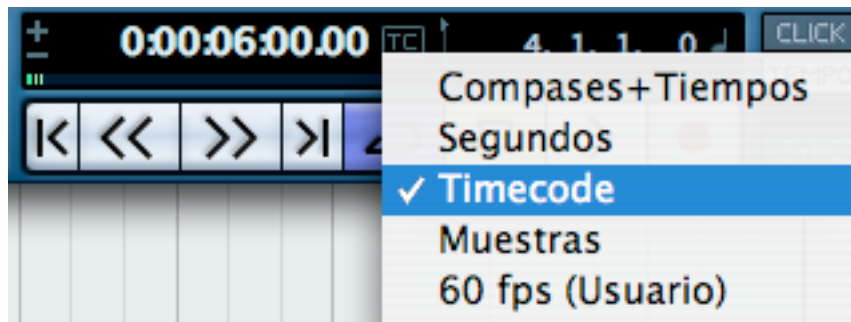 0:00:06:00.00 TC 4. 1. 1. 0 CLICK
Compases+Tiempos
Segundos
✓ Timecode
Muestras
60 fps (Usuario)